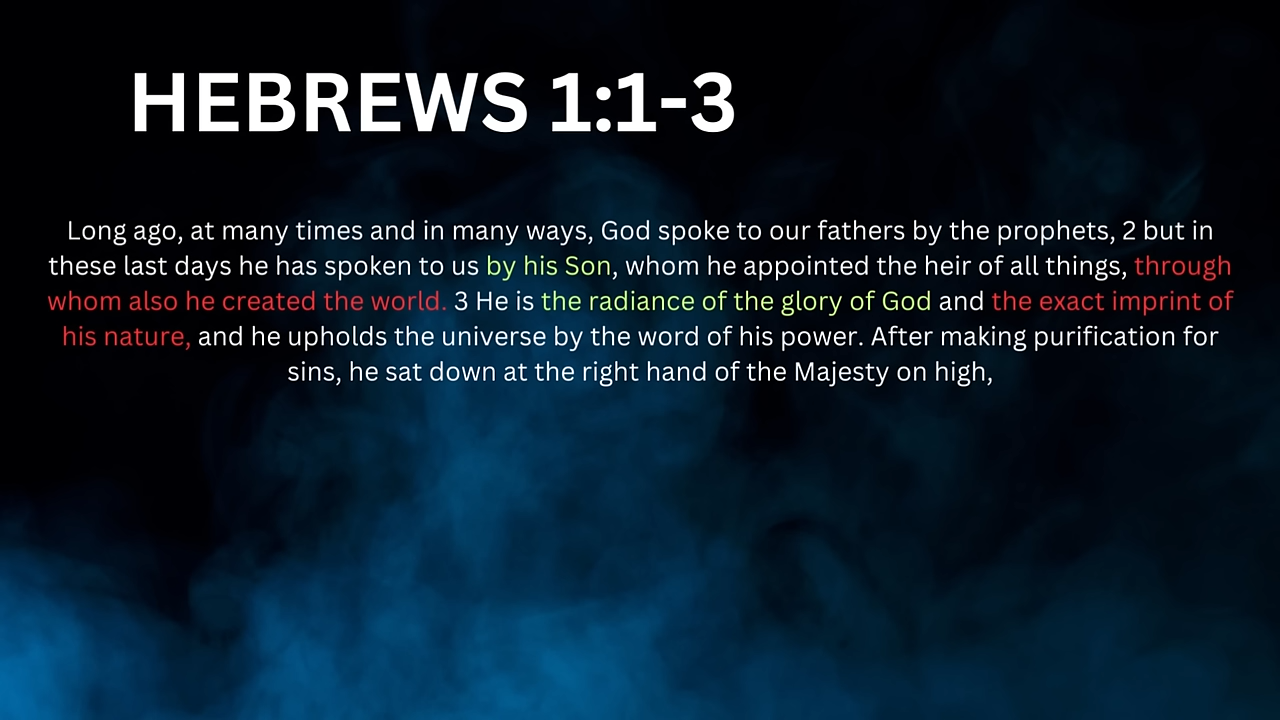 HEBREWS 1:1-3
Long ago, at many times and in many ways, God spoke to our fathers by the prophets, 2 but in
these last days he has spoken to us by his Son, whom he appointed the heir of all things, through
whom also he created the world. 3 He is the radiance of the glory of God and the exact imprint of
his nature, and he upholds the universe by the word of his power. After making purification for
sins, he sat down at the right hand of the Majesty on high,